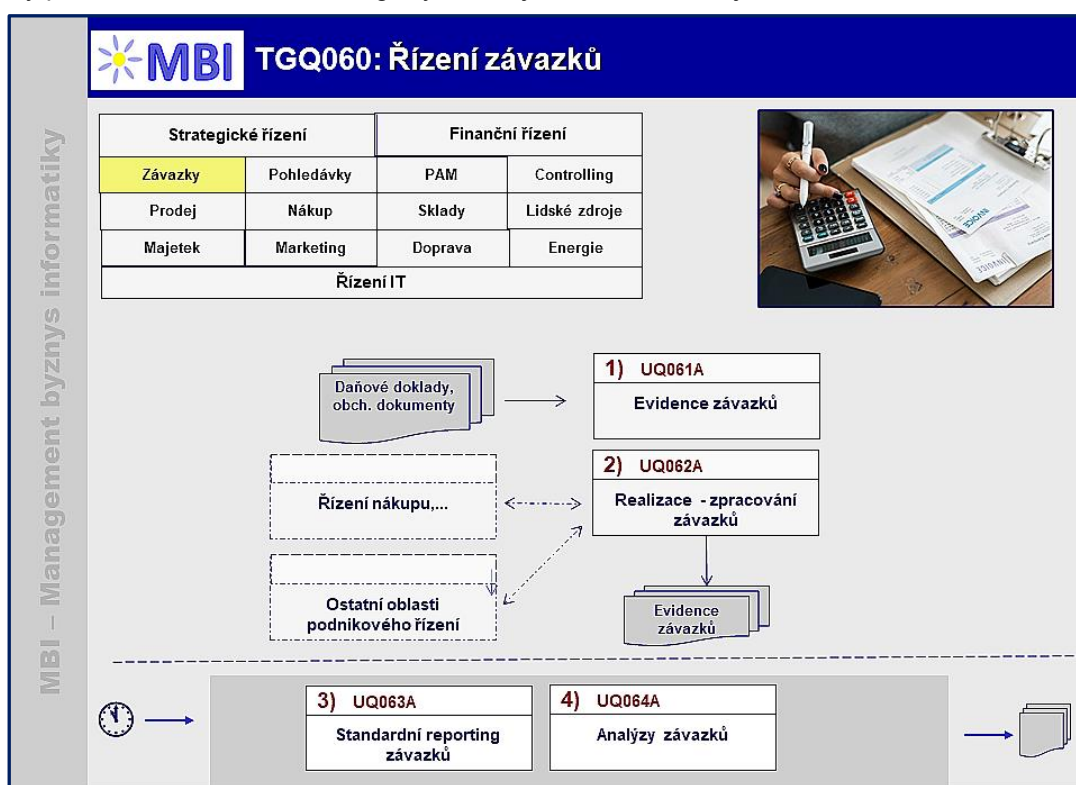 MBI
TGQ060: Řízení závazků
MBI – Management byznys informatiky
Strategické řízení
Finanční řízení
Závazky
Pohledávky
PAM
Controlling
Prodej
Nákup
Sklady
Lidské zdroje
Majetek
Marketing
Doprava
Energie
Řízení IT
INVOICE
INVOICE
Daňové doklady,
obch. dokumenty
1) UQ061A
Evidence závazků
2) UQ062A
Realizace - zpracování
závazků
Řízení nákupu,...
Ostatní oblasti
podnikového řízení
Evidence
závazků
3) UQ063A
Standardní reporting
závazků
4) UQ064A
Analýzy závazků